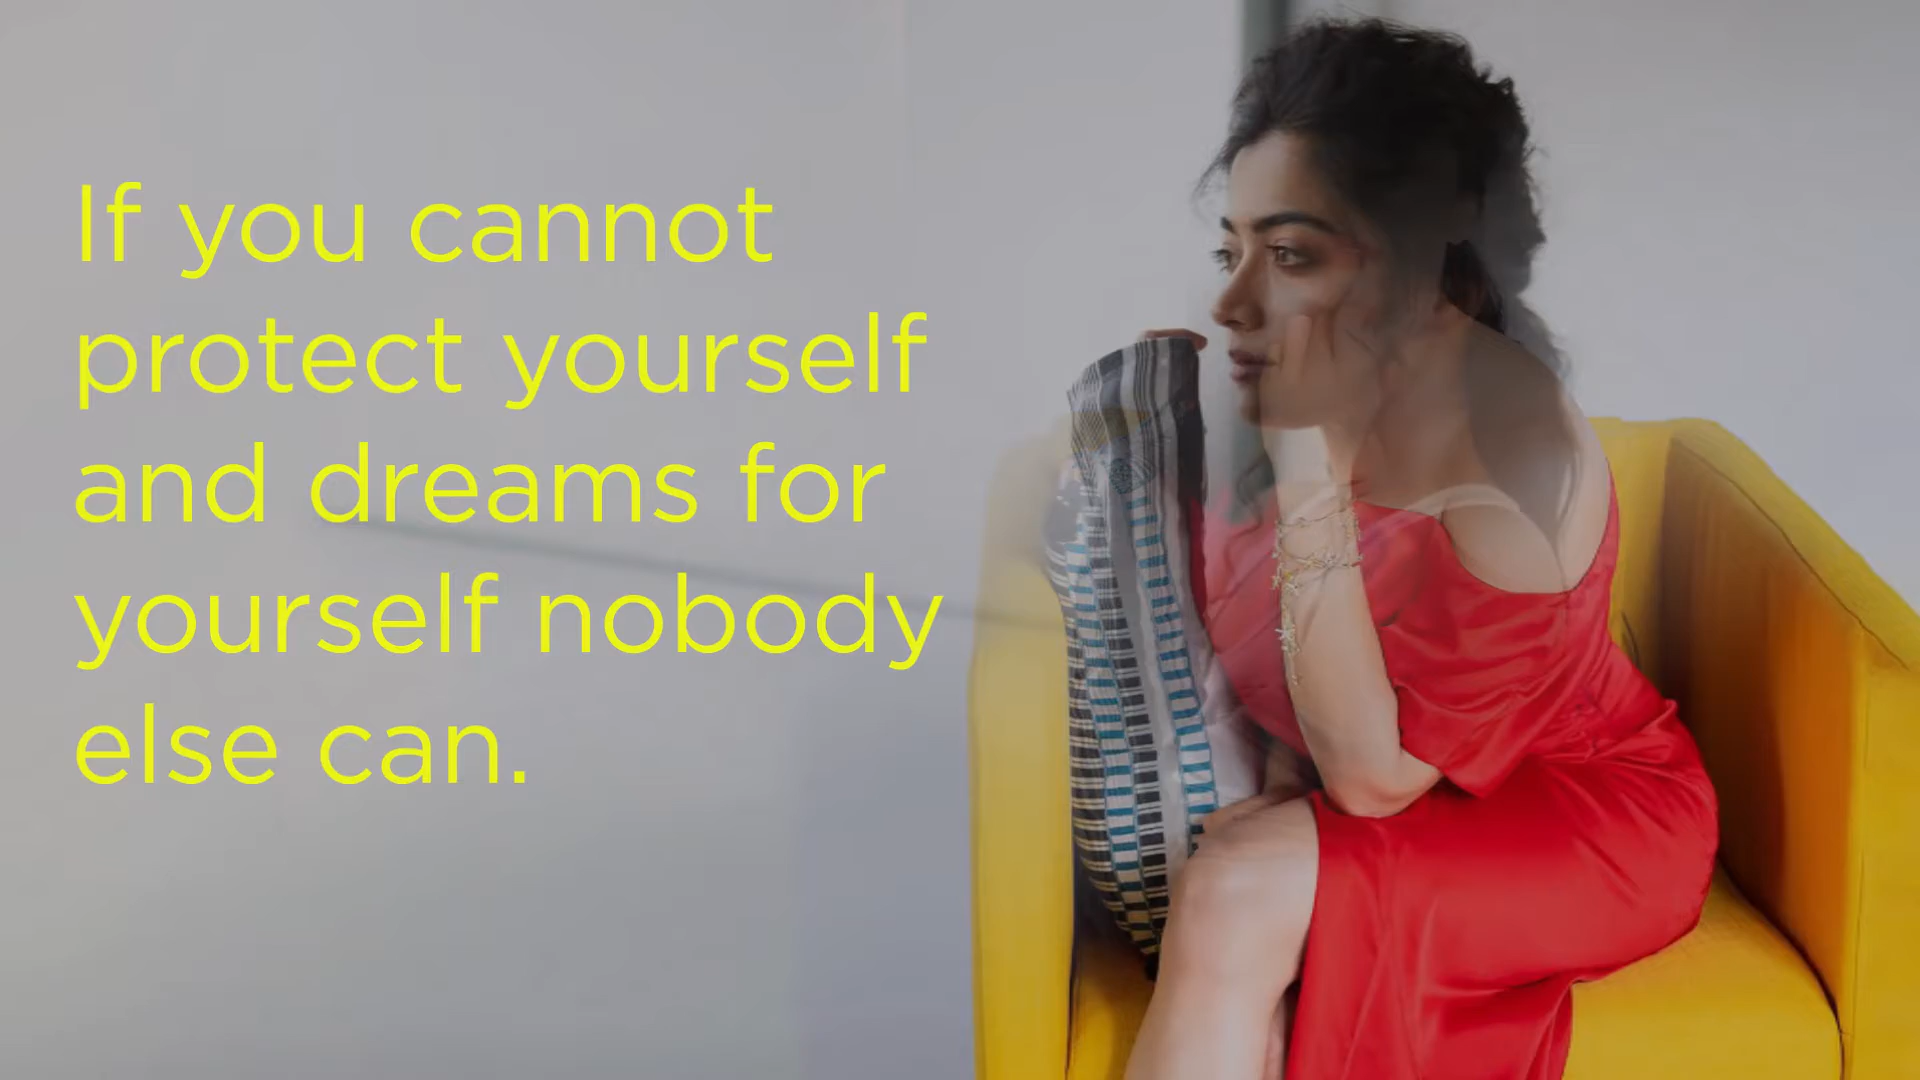 If you cannot
protect yourself
and dreams for
yourself nobody
else can.